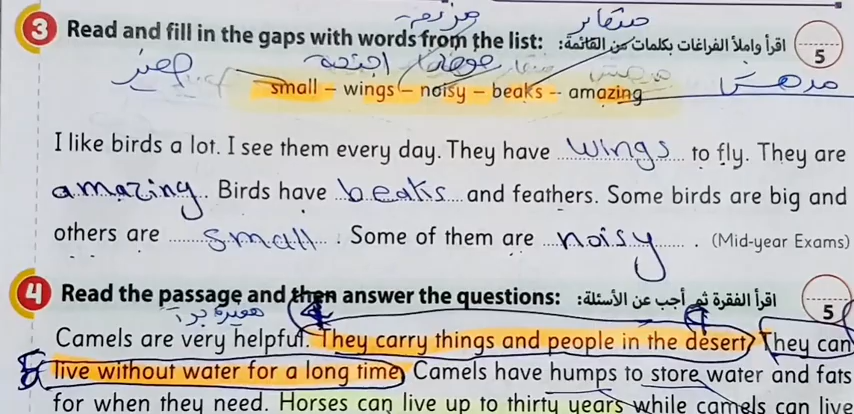 منقار
مزعج
3 Read and fill in the gaps with words from the list: اقرأ واملأ الفراغات بكلمات من القائمة: 5
صغير اجنحة مدهش
small – wings – noisy – beaks – amazing
I like birds a lot. I see them every day. They have wings to fly. They are
amazing. Birds have beaks and feathers. Some birds are big and
others are small. Some of them are noisy. (Mid-year Exams)
4 Read the passage and then answer the questions: اقرأ الفقرة ثم أجب عن الأسئلة: 5
Camels are very helpful. They carry things and people in the desert. They can
live without water for a long time. Camels have humps to store water and fats
for when they need. Horses can live up to thirty years while camels can live